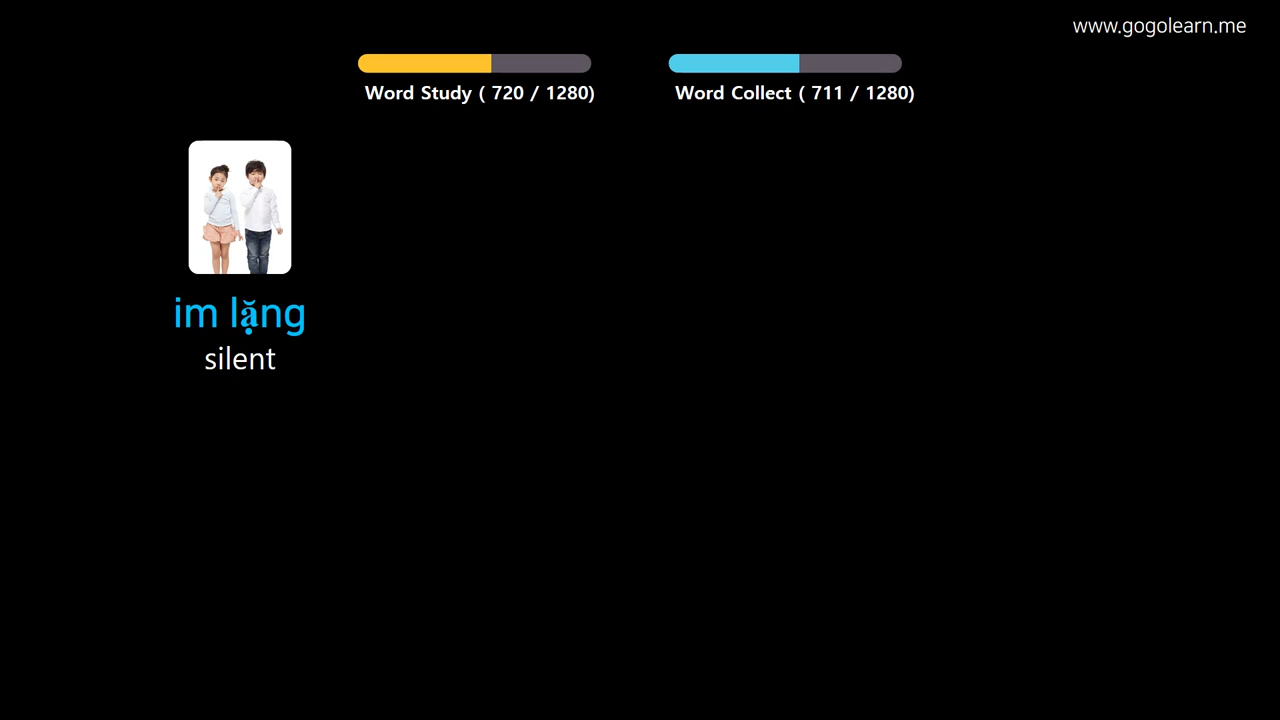 www.gogolearn.me
Word Study ( 720 / 1280)
Word Collect ( 711 / 1280)
im lặng
silent